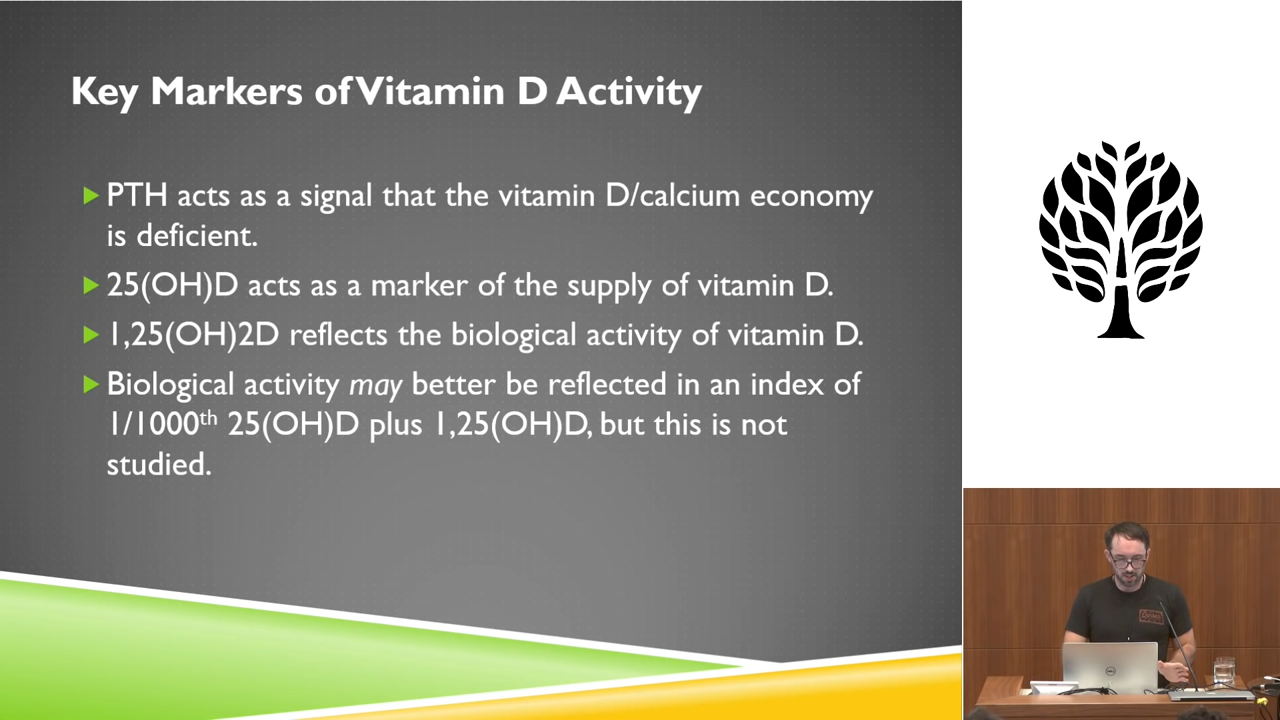 Key Markers of Vitamin D Activity
PTH acts as a signal that the vitamin D/calcium economy
is deficient.
25(OH)D acts as a marker of the supply of vitamin D.
1,25(OH)2D reflects the biological activity of vitamin D.
Biological activity may better be reflected in an index of
1/1000th 25(OH)D plus 1,25(OH)D, but this is not
studied.